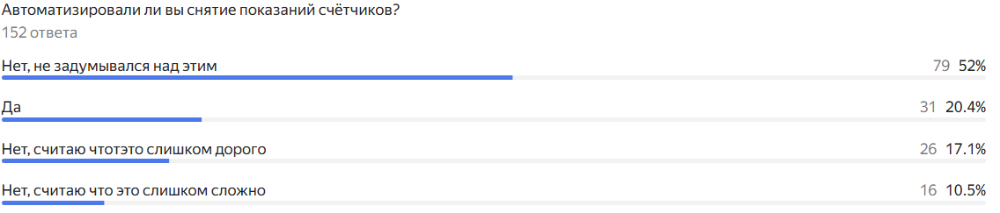 Автоматизировали ли вы снятие показаний счётчиков?
152 ответа
Нет, не задумывался над этим 79 52%
Да 31 20.4%
Нет, считаю чтотэто слишком дорого 26 17.1%
Нет, считаю что это слишком сложно 16 10.5%